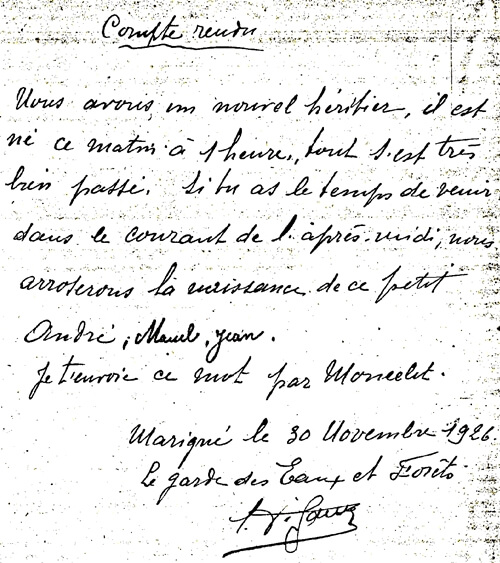 Compte rendu
Nous avons, un nouvel héritier, il est
né ce matin à 1 heure, tout s'est très
bien passé. Si tu as le temps de venir
dans le courant de l'après-midi, nous
arroserons la naissance de ce petit
André, Marcel, Jean.
Je t'envoie ce mot par
Marigné le 30 Novembre 1926.
Le garde des Eaux et Forêts